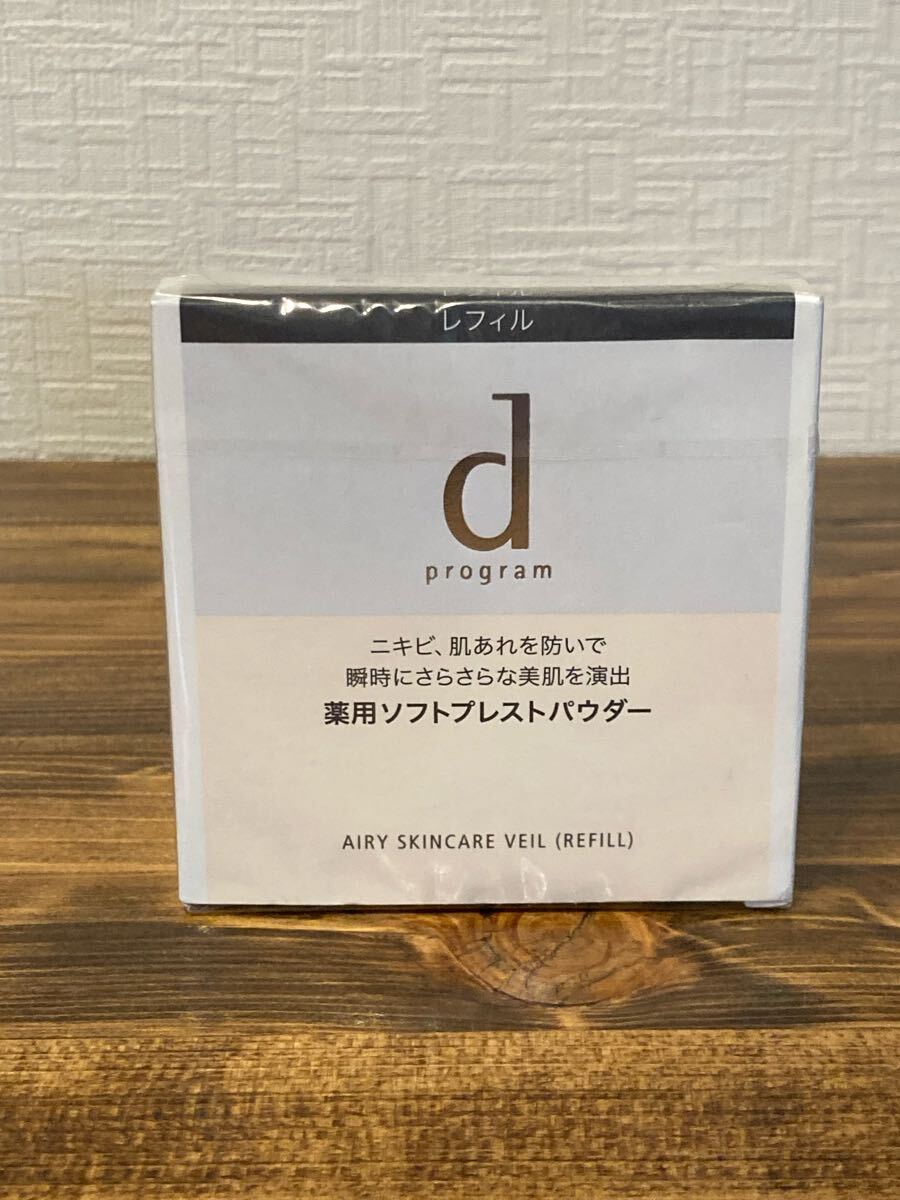 レフィル
d
program
ニキビ、肌あれを防いで
瞬時にさらさらな美肌を演出
薬用ソフトプレストパウダー
AIRY SKINCARE VEIL (REFILL)